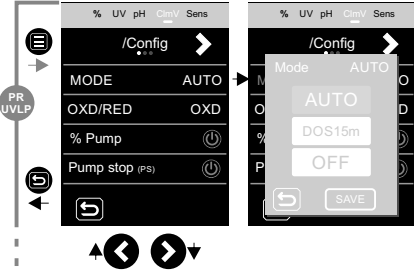 % UV pH ClmV Sens
/Config
MODE AUTO
OXD/RED OXD
% Pump
Pump stop (PS)
PR
UVLP
% UV pH ClmV Sens
/Config
Mode AUTO
AUTO
DOS15m
OFF
SAVE
M
O
%
P